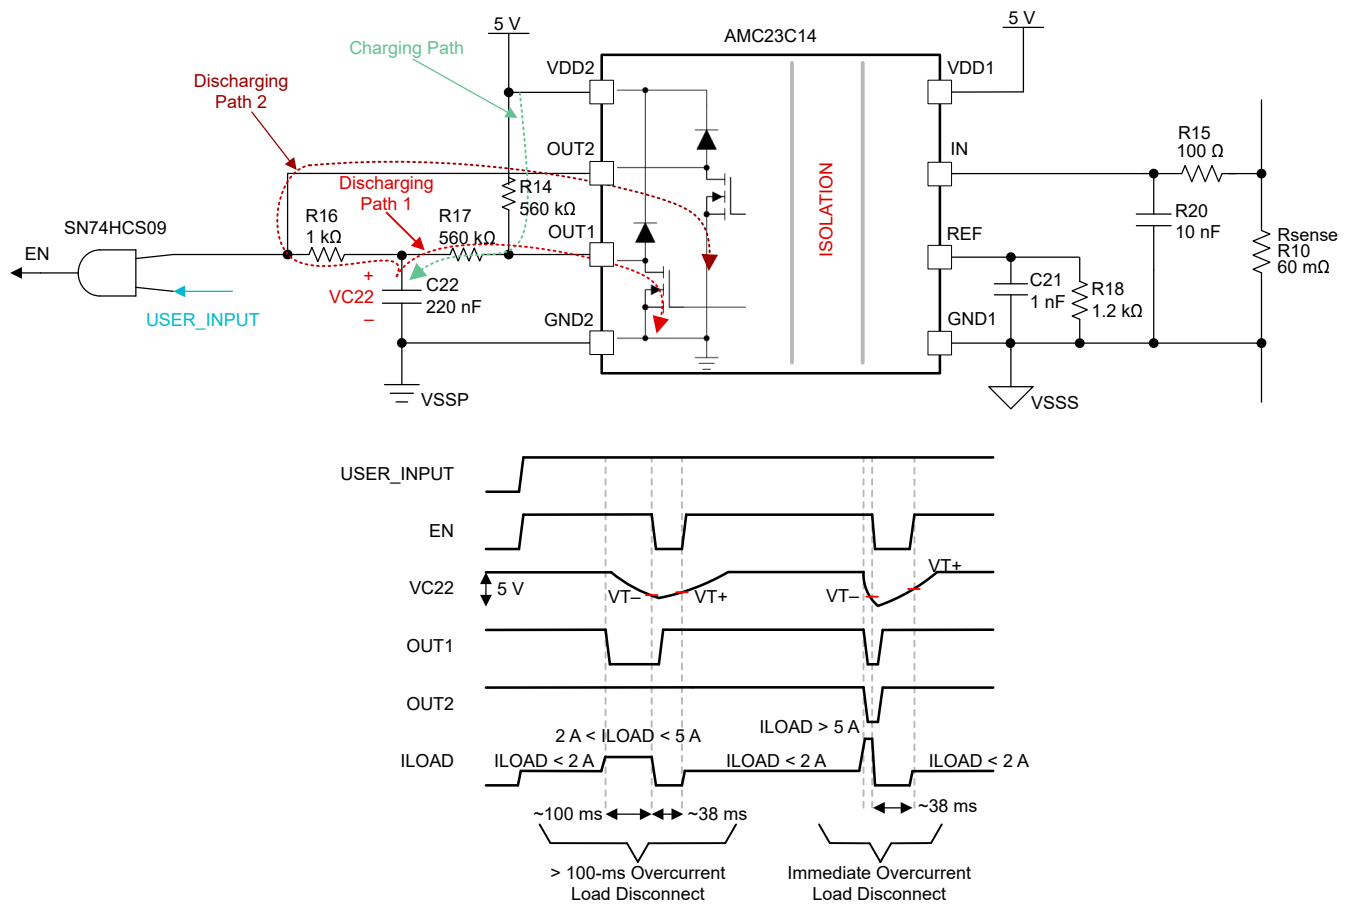 5 V
5 V
AMC23C14
Charging Path
VDD2
VDD1
Discharging
Path 2
OUT2
IN
R15
100 Ω
ISOLATION
Discharging
Path 1
R14
560 kΩ
SN74HCS09
R16
1 kΩ
R17
560 kΩ
OUT1
REF
R20
10 nF
Rsense
R10
60 mΩ
EN
+
VC22
–
C22
220 nF
C21
1 nF
R18
1.2 kΩ
USER_INPUT
GND2
GND1
VSSP
VSSS
USER_INPUT
EN
VC22
5 V
VT–
VT+
VT–
VT+
OUT1
OUT2
ILOAD
ILOAD < 2 A
2 A < ILOAD < 5 A
ILOAD < 2 A
ILOAD > 5 A
ILOAD < 2 A
~100 ms
~38 ms
~38 ms
> 100-ms Overcurrent
Load Disconnect
Immediate Overcurrent
Load Disconnect